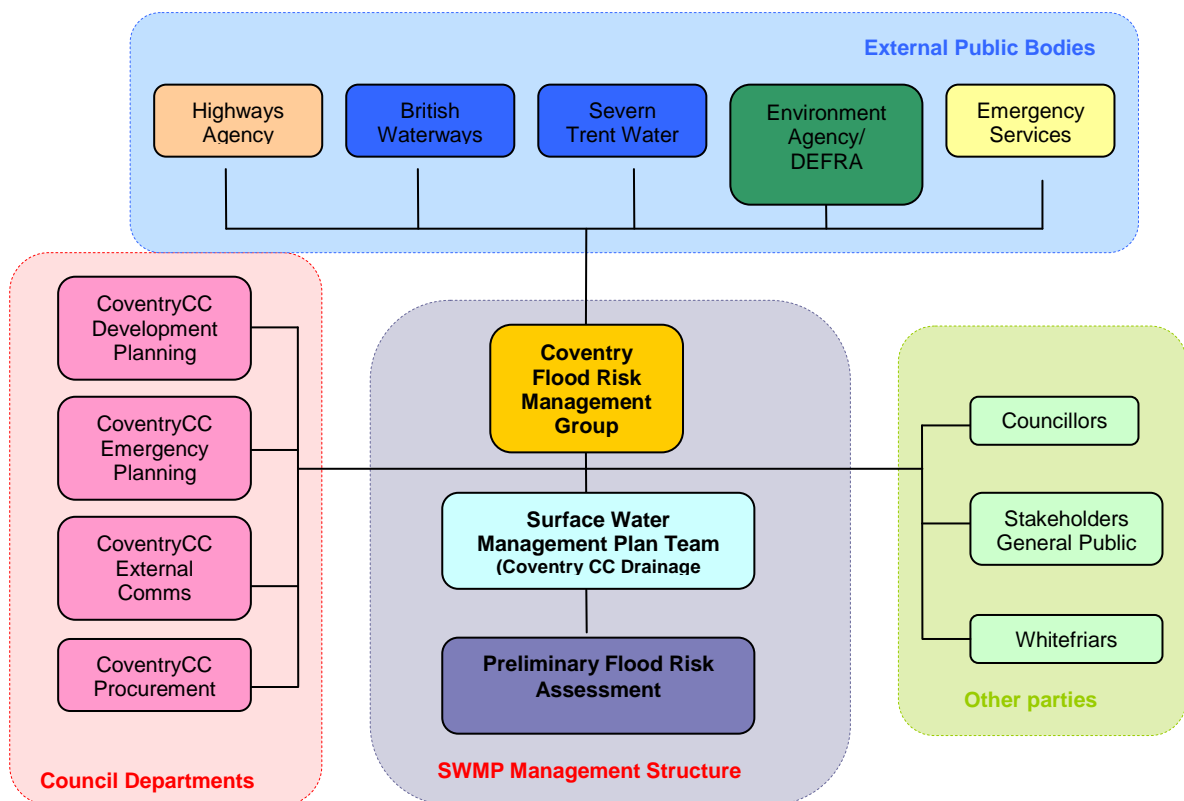 External Public Bodies
Highways
Agency
British
Waterways
Severn
Trent Water
Environment
Agency/
DEFRA
Emergency
Services
CoventryCC
Development
Planning
CoventryCC
Emergency
Planning
CoventryCC
External
Comms
CoventryCC
Procurement
Council Departments
Coventry
Flood Risk
Management
Group
Surface Water
Management Plan Team
(Coventry CC Drainage
Preliminary Flood Risk
Assessment
SWMP Management Structure
Councillors
Stakeholders
General Public
Whitefriars
Other parties